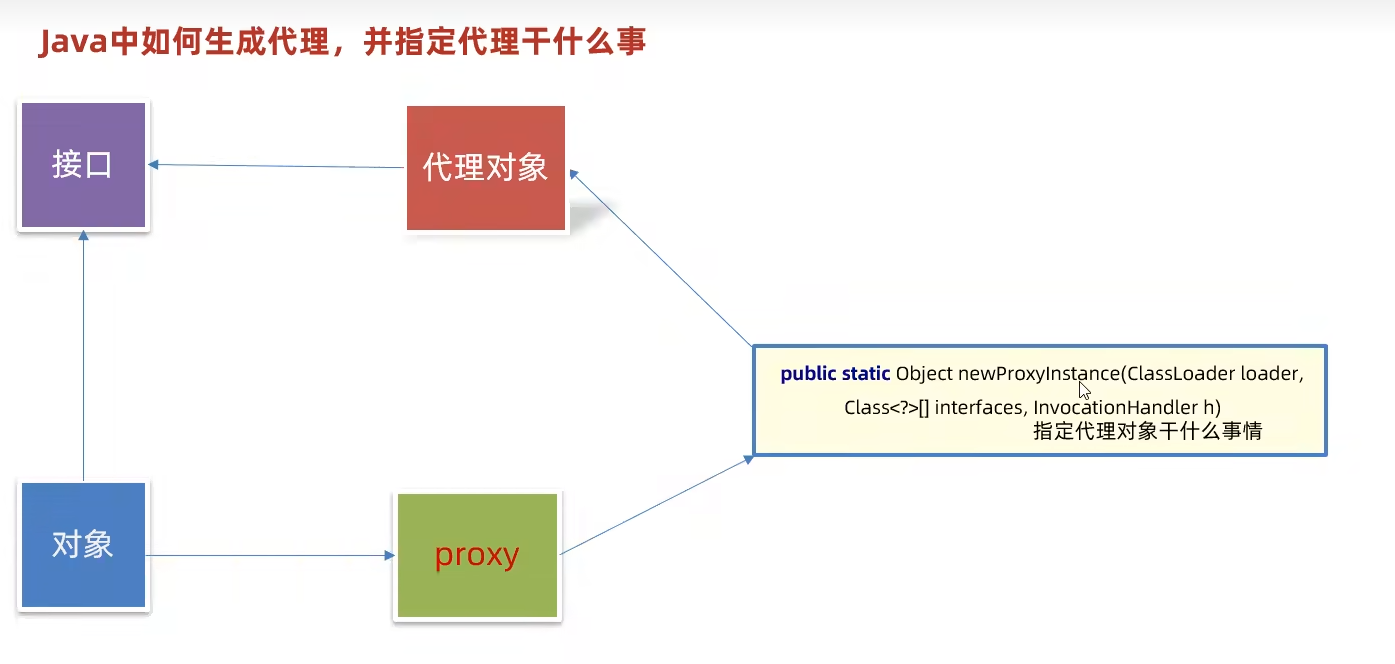 Java中如何生成代理，并指定代理干什么事
接口
代理对象
public static Object newProxyInstance(ClassLoader loader,
Class<?>[] interfaces, InvocationHandler h)
指定代理对象干什么事情
对象
proxy